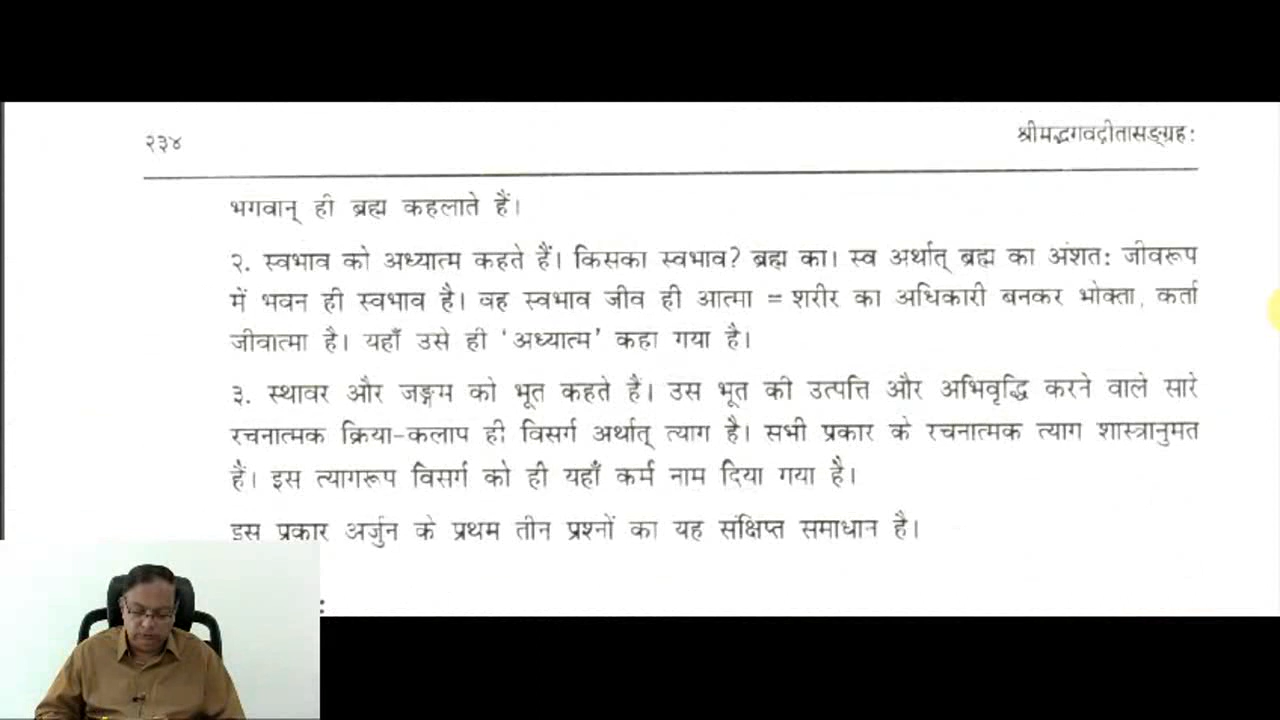 २३४
श्रीमद्भगवद्गीतासङ्ग्रहः
भगवान् ही ब्रह्म कहलाते हैं।
२. स्वभाव को अध्यात्म कहते हैं। किसका स्वभाव? ब्रह्म का। स्व अर्थात् ब्रह्म का अंशतः जीवरूप
में भवन ही स्वभाव है। वह स्वभाव जीव ही आत्मा = शरीर का अधिकारी बनकर भोक्ता, कर्ता
जीवात्मा है। यहाँ उसे ही ‘अध्यात्म’ कहा गया है।
३. स्थावर और जङ्गम को भूत कहते हैं। उस भूत की उत्पत्ति और अभिवृद्धि करने वाले सारे
रचनात्मक क्रिया-कलाप ही विसर्ग अर्थात् त्याग है। सभी प्रकार के रचनात्मक त्याग शास्त्रानुमत
हैं। इस त्यागरूप विसर्ग को ही यहाँ कर्म नाम दिया गया है।
इस प्रकार अर्जुन के प्रथम तीन प्रश्नों का यह संक्षिप्त समाधान है।